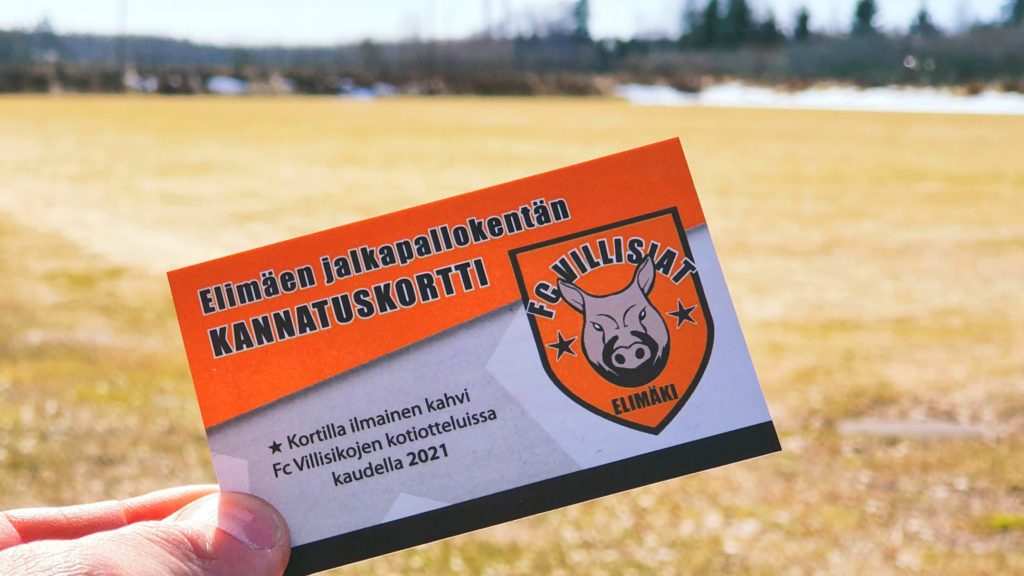 Elimäen jalkapallokentän
KANNATUSKORTTI
FC VILLISIAT
ELIMÄKI
★ Kortilla ilmainen kahvi
Fc Villisikojen kotiotteluissa
kaudella 2021